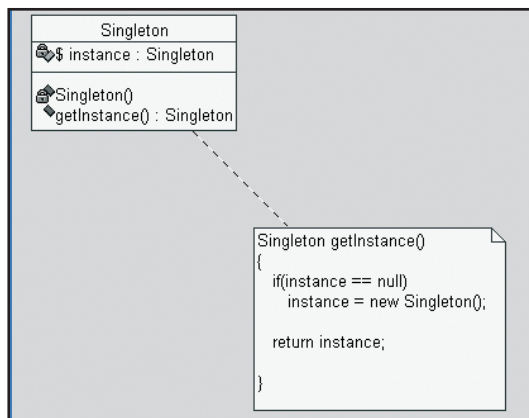 Singleton
$ instance : Singleton
Singleton()
getInstance() : Singleton
Singleton getInstance()
{
if(instance == null)
instance = new Singleton();
return instance;
}